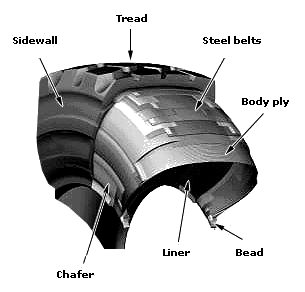 Tread
Sidewall
Steel belts
Body ply
Liner
Bead
Chafer